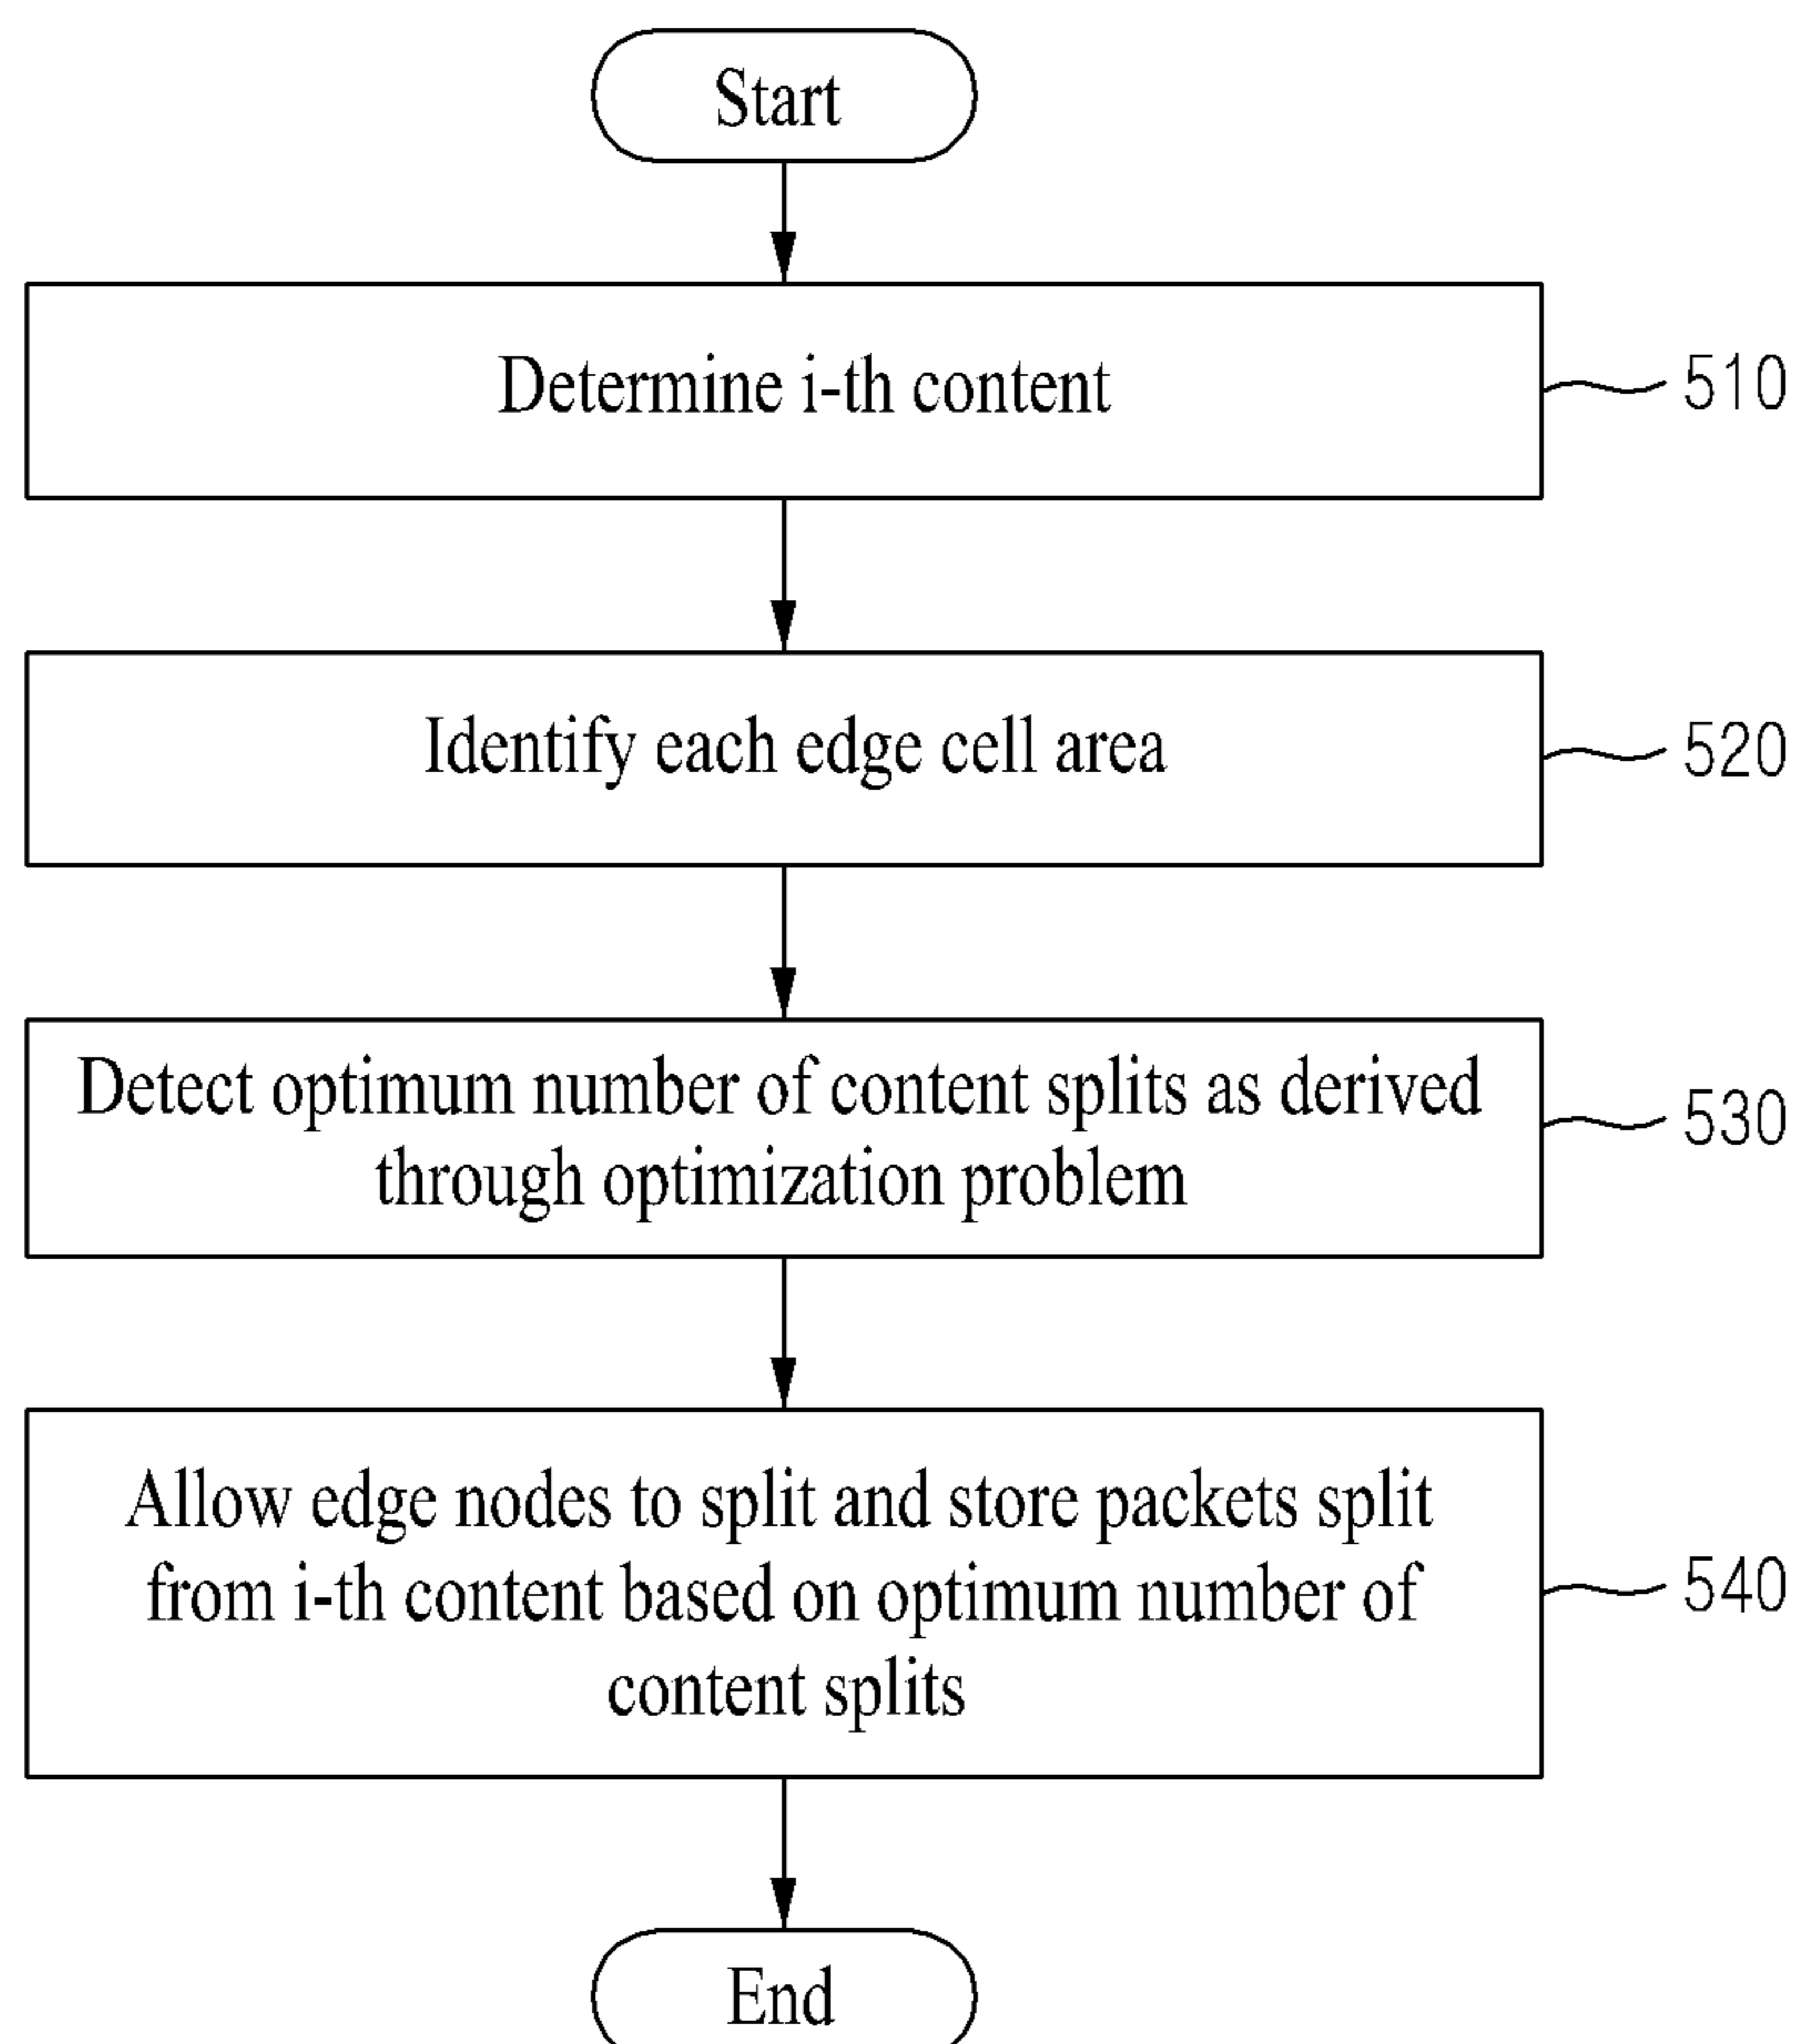 Start
Determine i-th content
510
Identify each edge cell area
520
Detect optimum number of content splits as derived
through optimization problem
530
Allow edge nodes to split and store packets split
from i-th content based on optimum number of
content splits
540
End